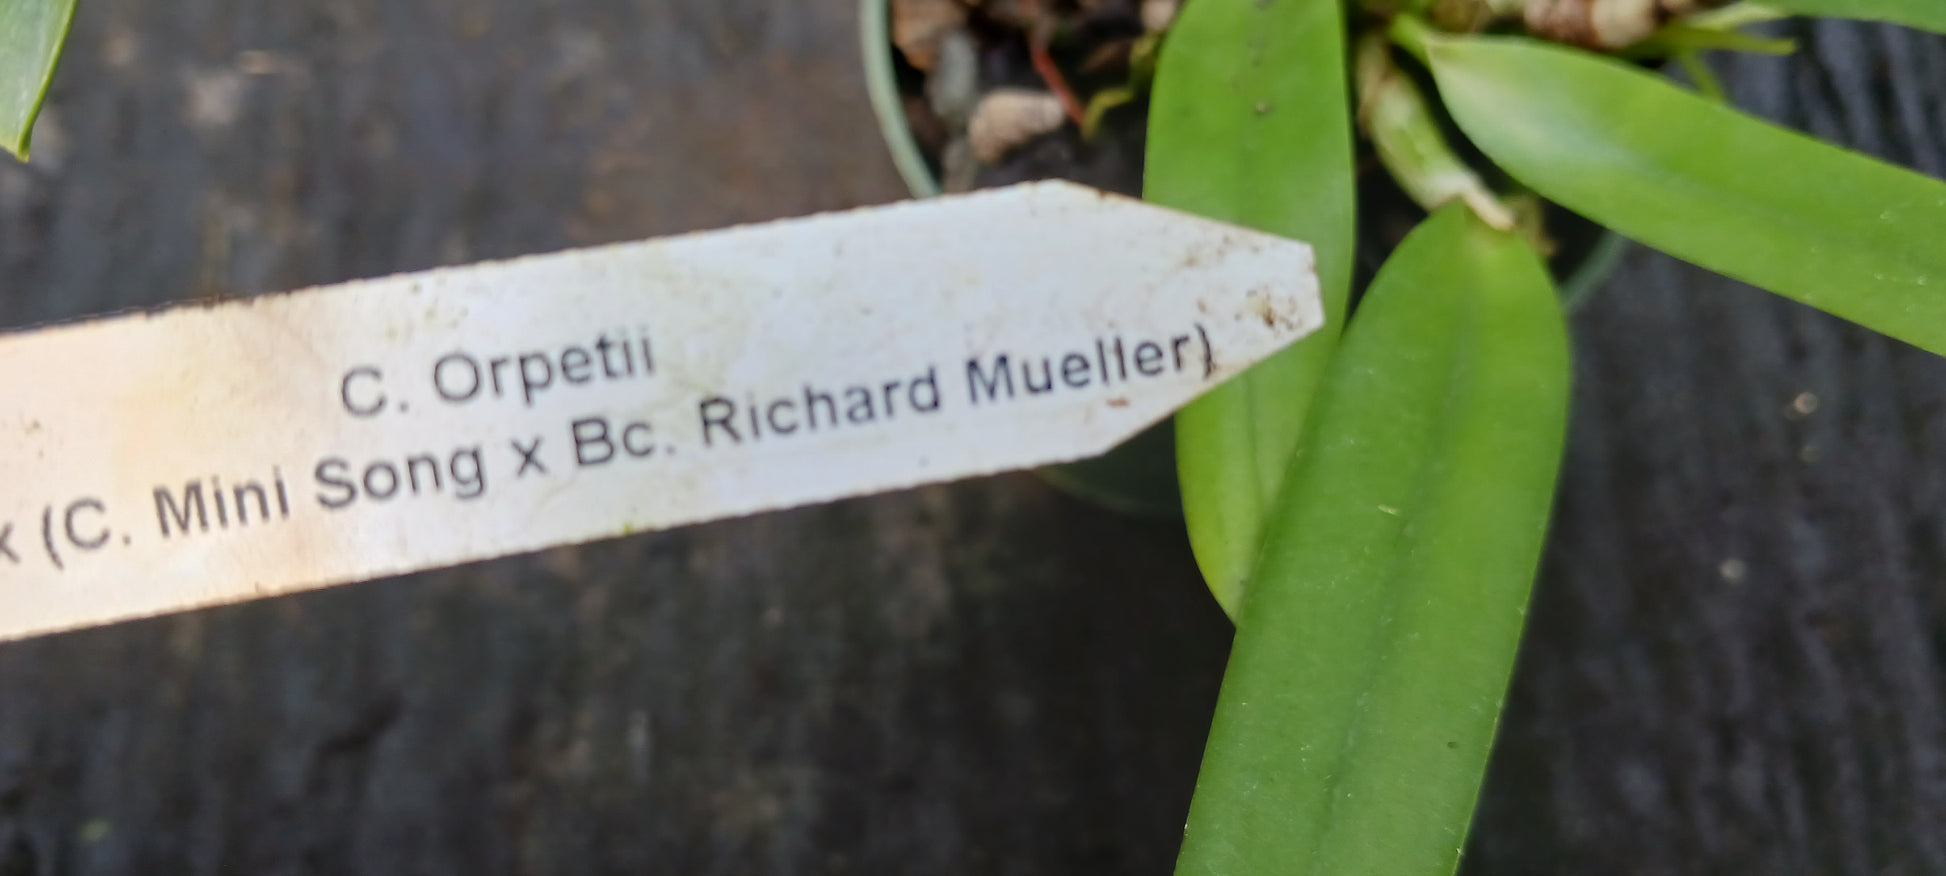 C. Orpetii
x (C. Mini Song x Bc. Richard Mueller)